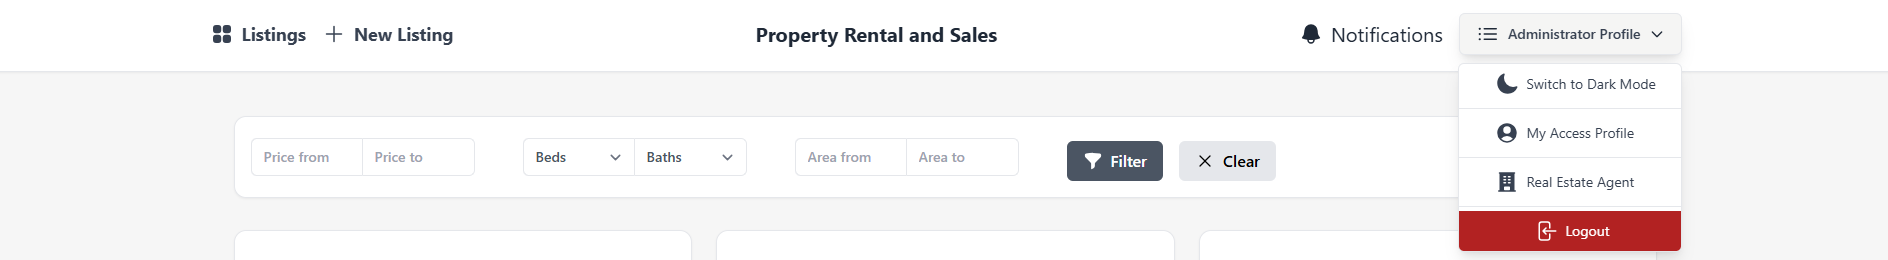 Listings New Listing Property Rental and Sales Notifications Administrator Profile
Switch to Dark Mode
My Access Profile
Real Estate Agent
Logout
Price from Price to Beds Baths Area from Area to Filter Clear